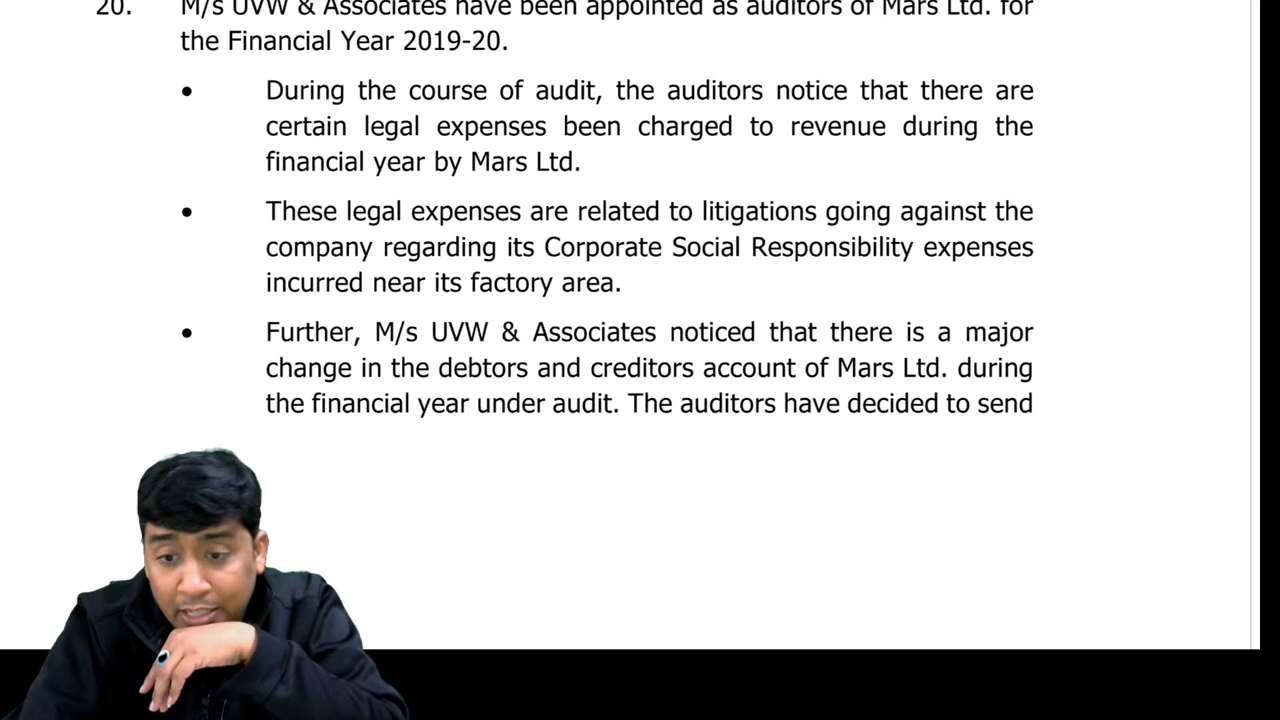 20. M/s UVW & Associates have been appointed as auditors of Mars Ltd. for
the Financial Year 2019-20.
• During the course of audit, the auditors notice that there are
certain legal expenses been charged to revenue during the
financial year by Mars Ltd.
• These legal expenses are related to litigations going against the
company regarding its Corporate Social Responsibility expenses
incurred near its factory area.
• Further, M/s UVW & Associates noticed that there is a major
change in the debtors and creditors account of Mars Ltd. during
the financial year under audit. The auditors have decided to send